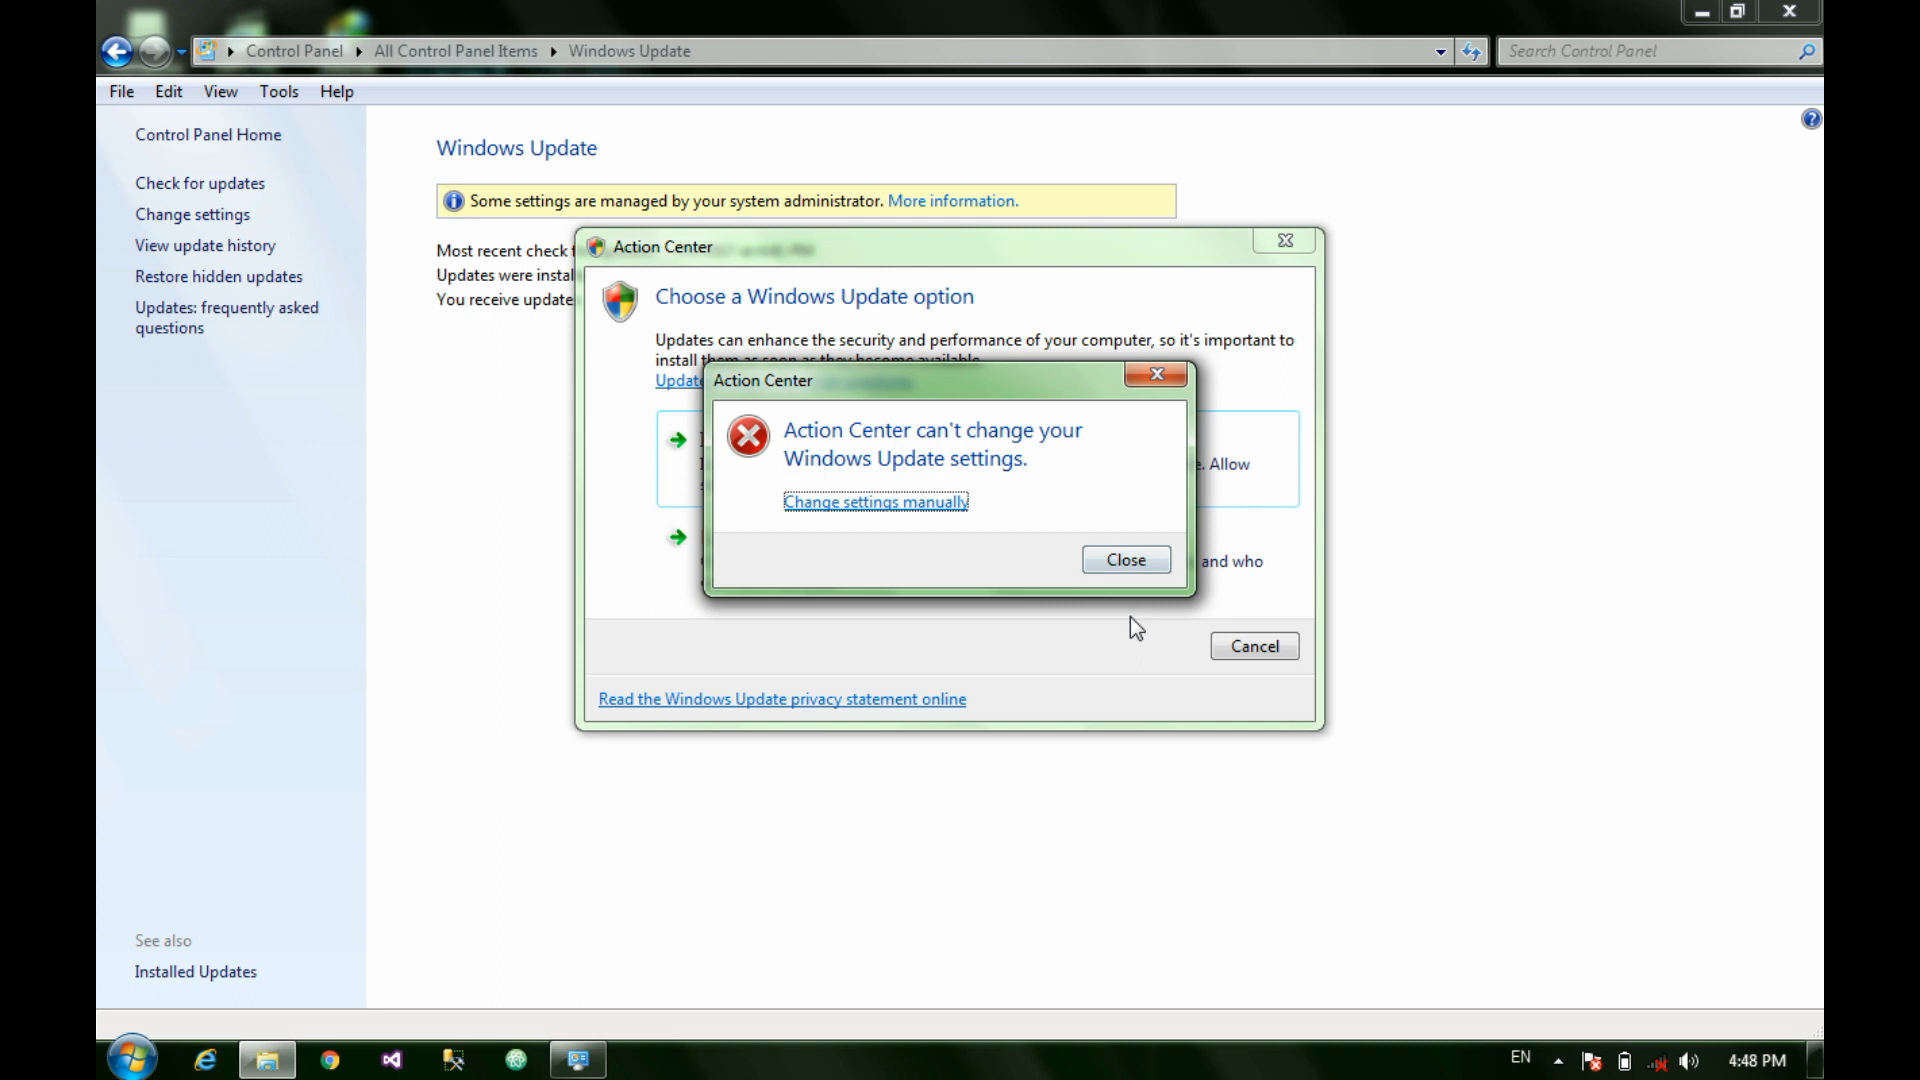 Control Panel
All Control Panel Items
Windows Update
Search Control Panel
File
Edit
View
Tools
Help
Control Panel Home
Check for updates
Change settings
View update history
Restore hidden updates
Updates: frequently asked
questions
See also
Installed Updates
Windows Update
Some settings are managed by your system administrator. More information.
Most recent check
Updates were
You receive
Action Center
Choose a Windows Update option
Updates can enhance the security and performance of your computer, so it's important to
install them as soon as they become available.
Action Center
Action Center can't change your
Windows Update settings.
Change settings manually
Close
Allow
and who
Cancel
Read the Windows Update privacy statement online
EN
4:48 PM